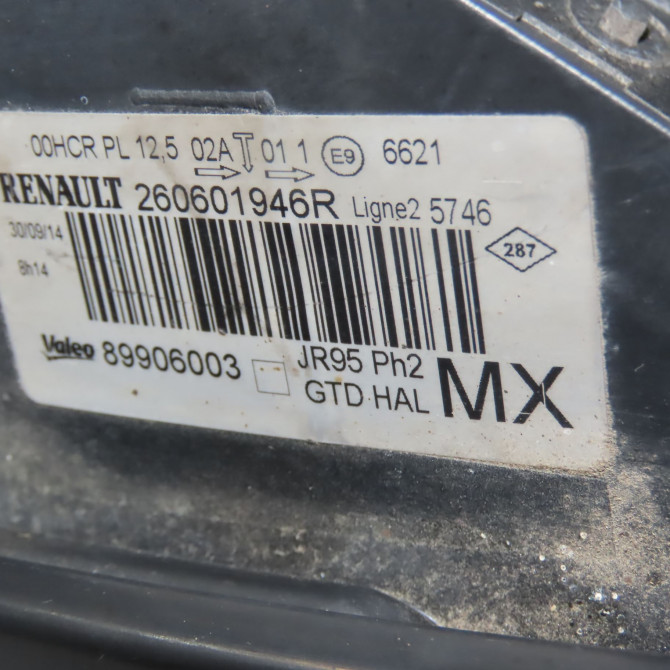 00HCR PL 12,5 02A 01 1 E9 6621
RENAULT 260601946R Ligne2 5746
30/09/14
8h14
287
Valeo 89906003
JR95 Ph2
GTD HAL
MX